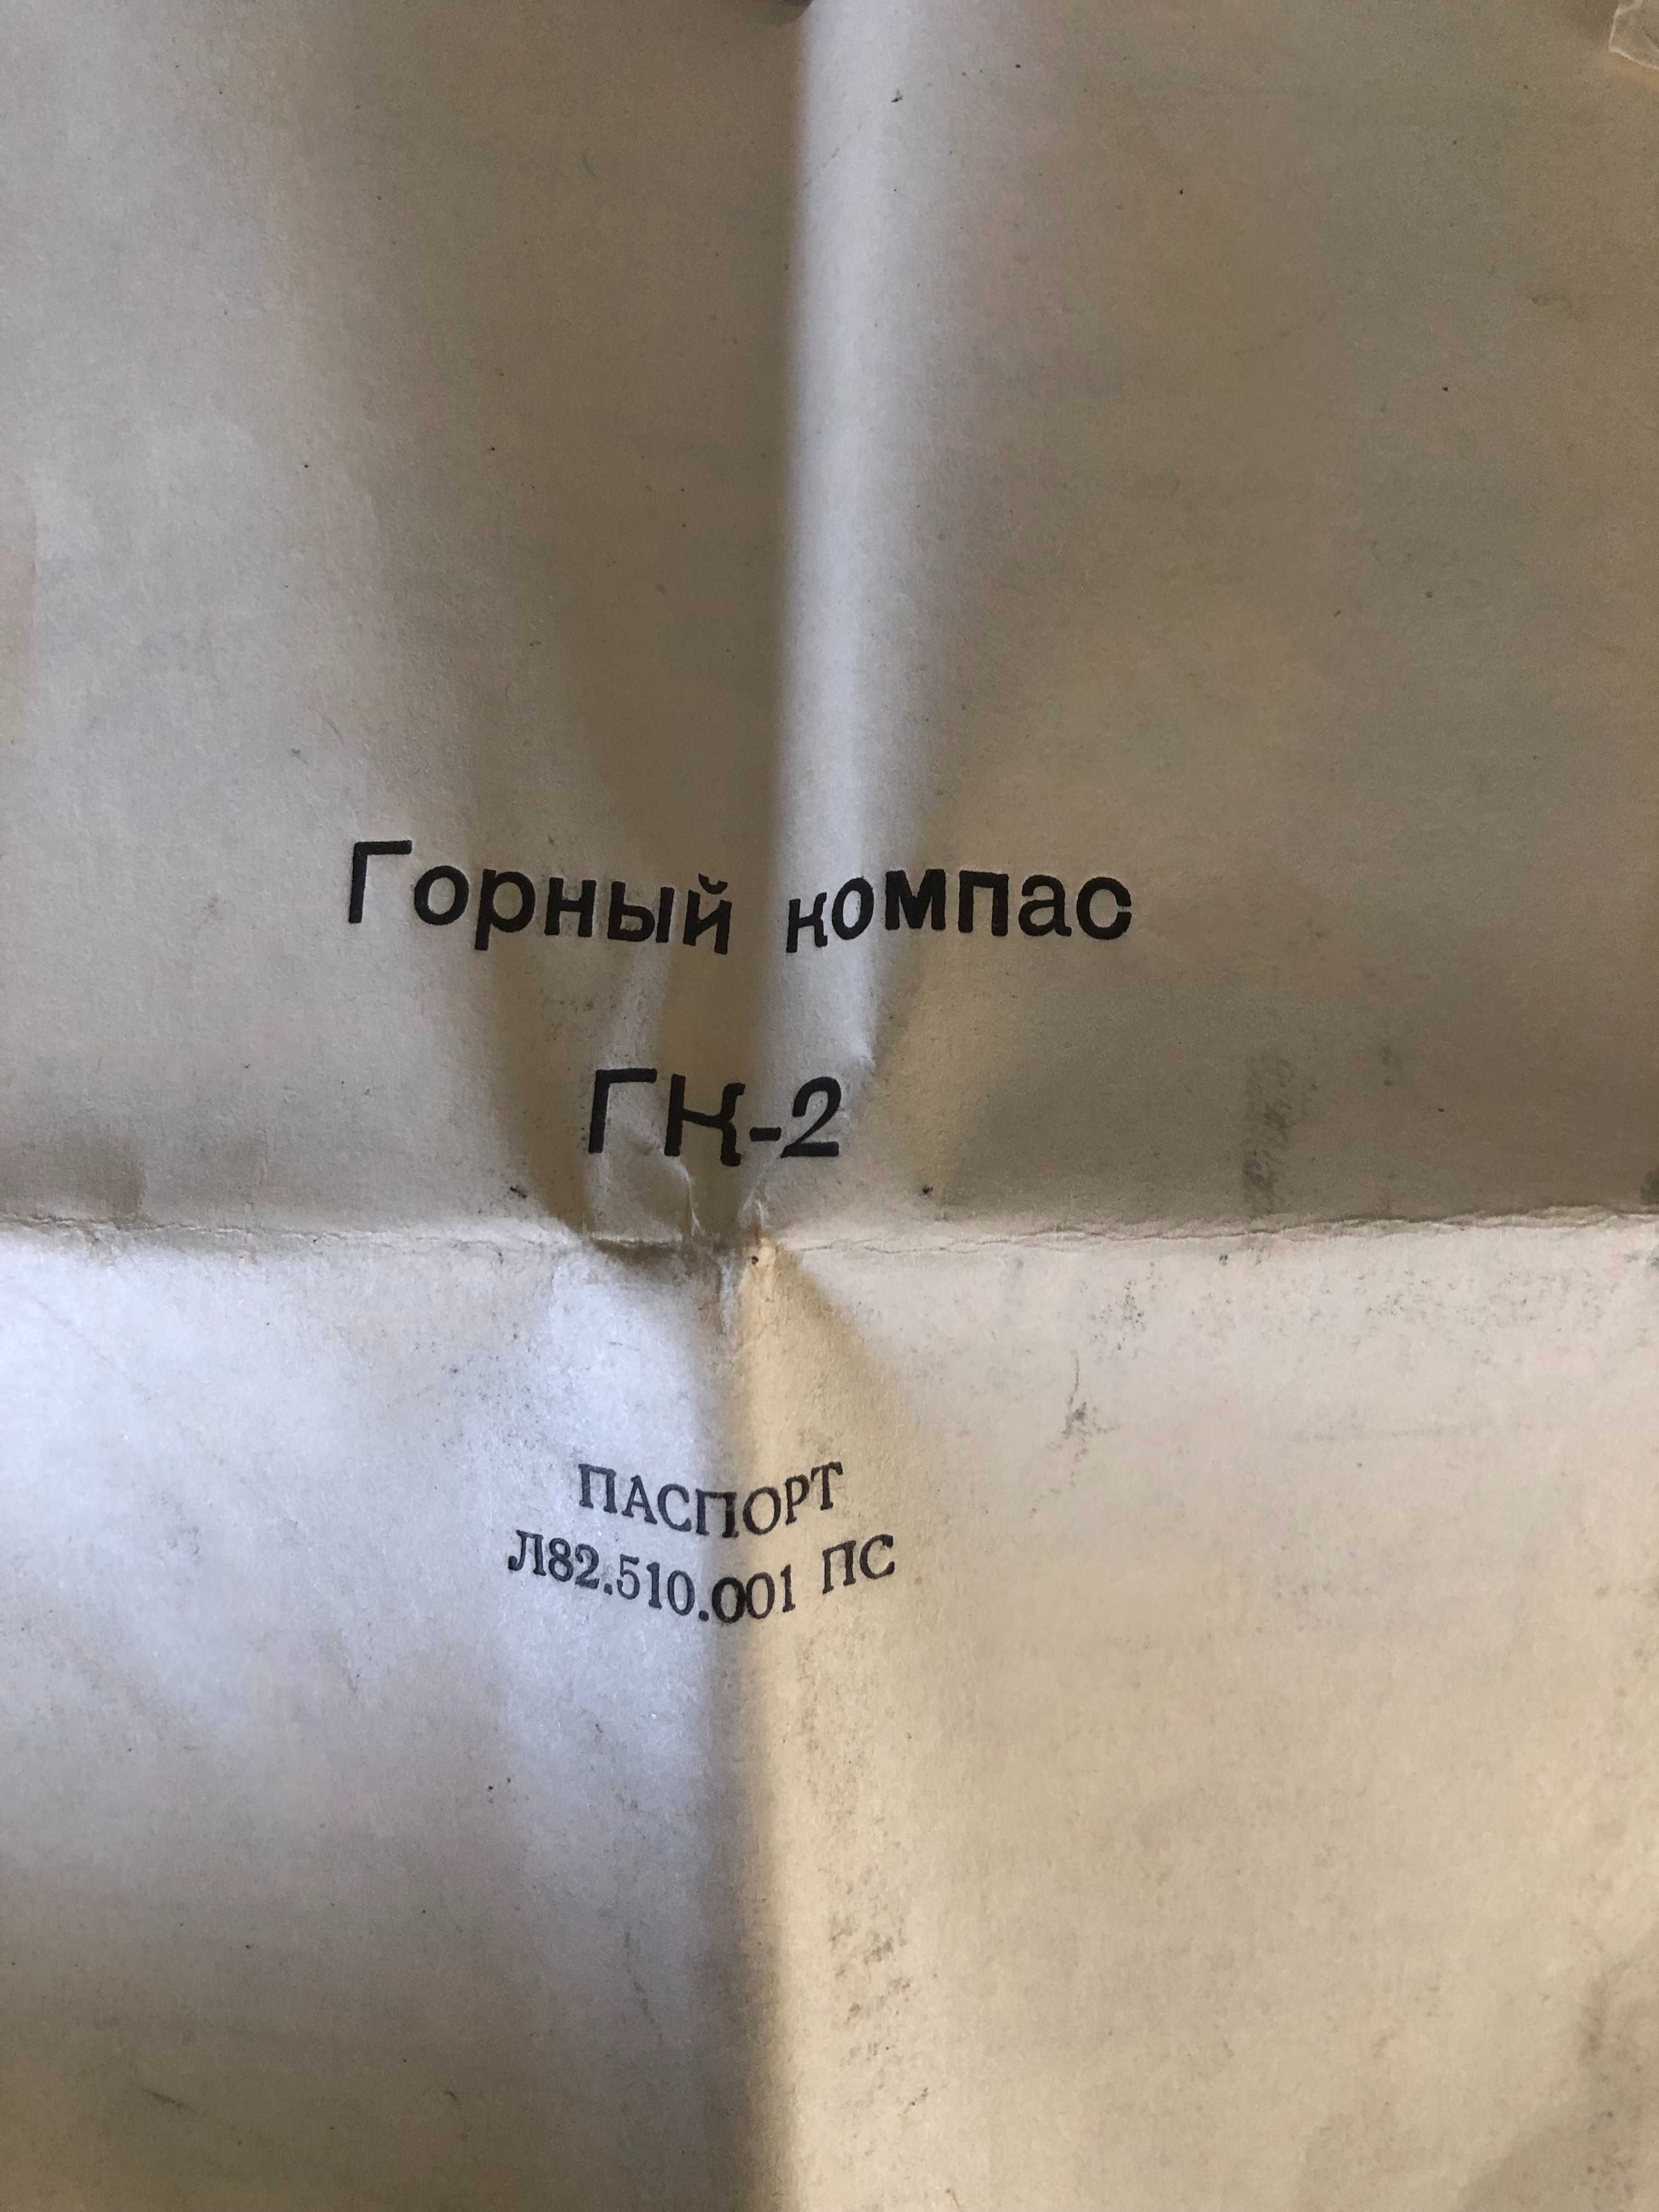 Горный компас
ГК-2
ПАСПОРТ
Л82.510.001 ПС